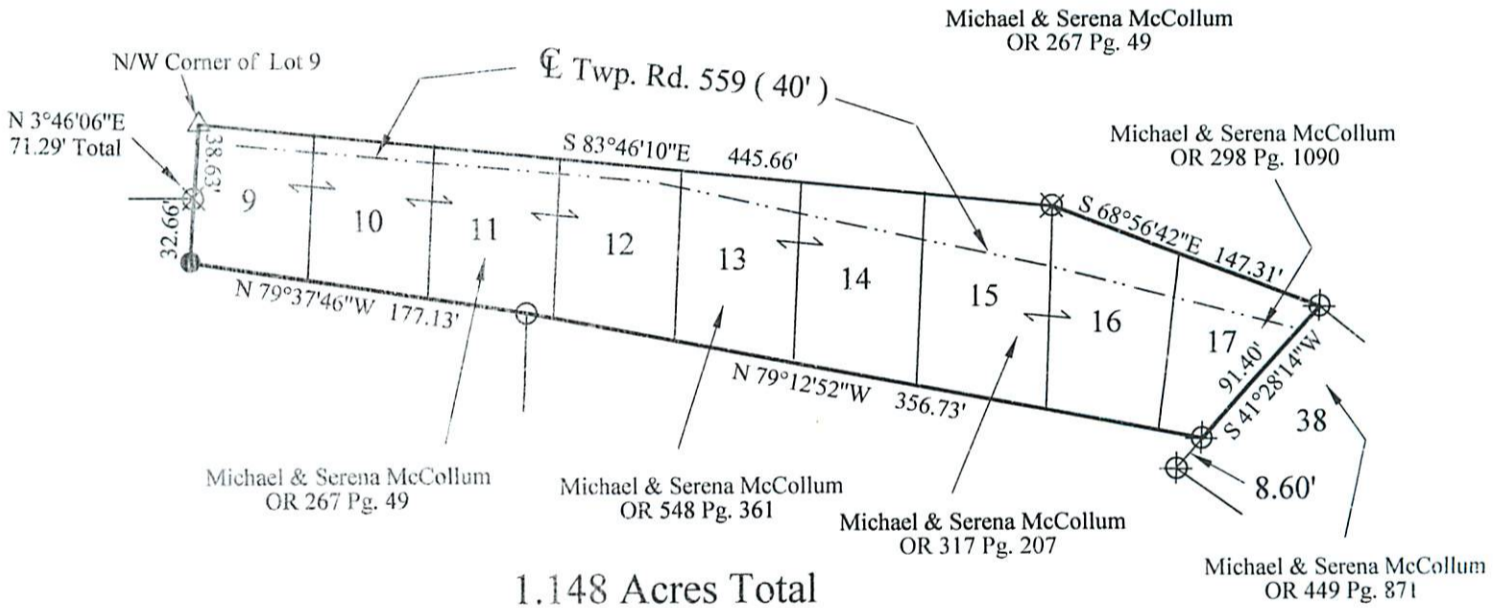 Michael & Serena McCollum
OR 267 Pg. 49
N/W Corner of Lot 9
℄ Twp. Rd. 559 ( 40' )
N 3°46'06"E
71.29' Total
Michael & Serena McCollum
OR 298 Pg. 1090
38.63'
S 83°46'10"E 445.66'
S 68°56'42"E 147.31'
32.66'
9
10
11
12
13
14
15
16
17
91.40'
S 41°28'14"W
N 79°37'46"W 177.13'
N 79°12'52"W 356.73'
38
8.60'
Michael & Serena McCollum
OR 267 Pg. 49
Michael & Serena McCollum
OR 548 Pg. 361
Michael & Serena McCollum
OR 317 Pg. 207
Michael & Serena McCollum
OR 449 Pg. 871
1.148 Acres Total